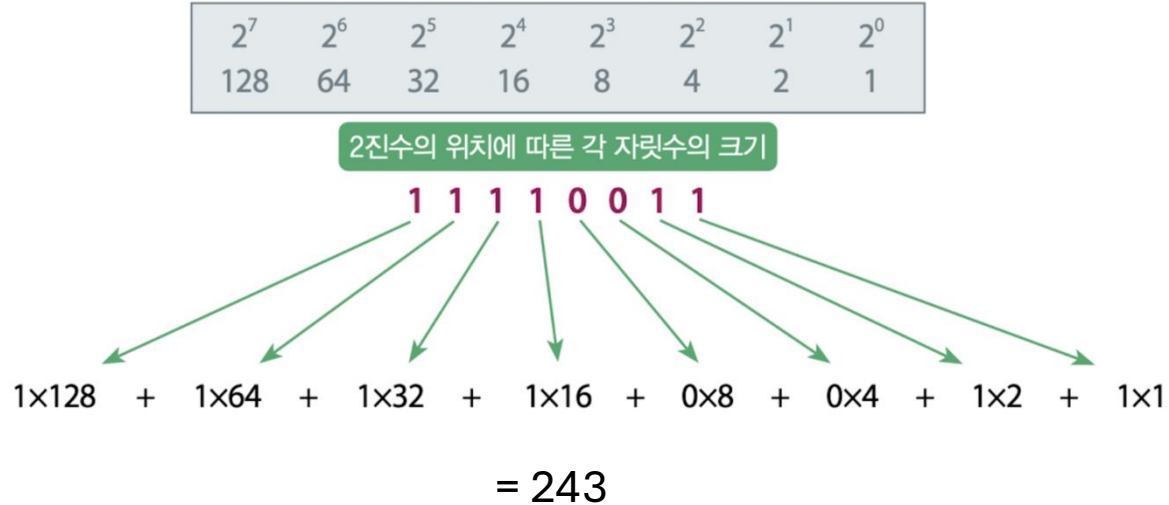 2⁷ 2⁶ 2⁵ 2⁴ 2³ 2² 2¹ 2⁰
128 64 32 16 8 4 2 1
2진수의 위치에 따른 각 자릿수의 크기
1 1 1 1 0 0 1 1
1×128 + 1×64 + 1×32 + 1×16 + 0×8 + 0×4 + 1×2 + 1×1
= 243